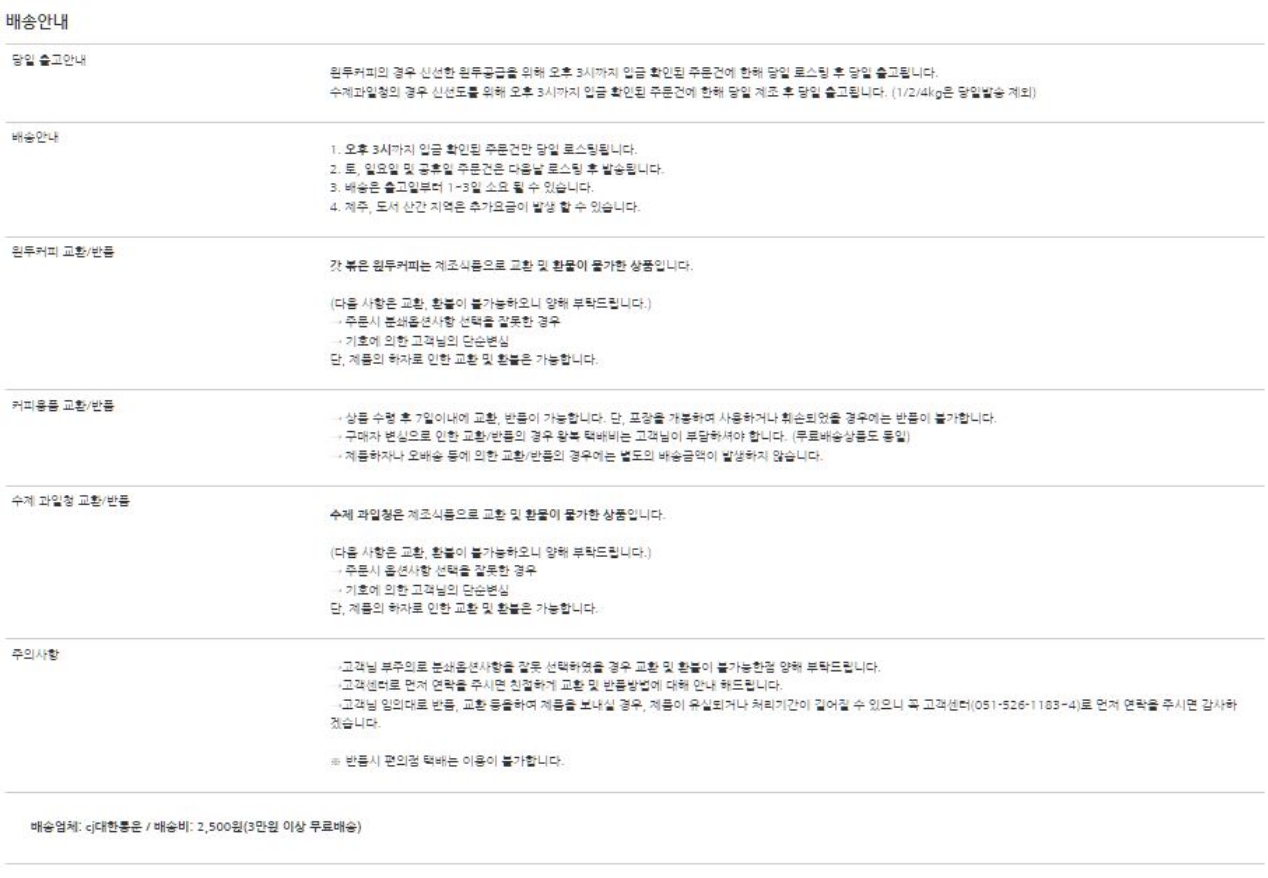 배송안내
당일 출고안내
원두커피의 경우 신선한 원두공급을 위해 오후 3시까지 입금 확인된 주문건에 한해 당일 로스팅 후 당일 출고됩니다.
수제과일청의 경우 신선도를 위해 오후 3시까지 입금 확인된 주문건에 한해 당일 제조 후 당일 출고됩니다. (1/2/4kg은 당일발송 제외)
배송안내
1. 오후 3시까지 입금 확인된 주문건만 당일 로스팅됩니다.
2. 토, 일요일 및 공휴일 주문건은 다음날 로스팅 후 발송됩니다.
3. 배송은 출고일부터 1~3일 소요 될 수 있습니다.
4. 제주, 도서 산간 지역은 추가요금이 발생 할 수 있습니다.
원두커피 교환/반품
갓 볶은 원두커피는 제조식품으로 교환 및 환불이 불가한 상품입니다.
(다음 사항은 교환, 환불이 불가능하오니 양해 부탁드립니다.)
→ 주문시 분쇄옵션사항 선택을 잘못한 경우
→ 기호에 의한 고객님의 단순변심
단, 제품의 하자로 인한 교환 및 환불은 가능합니다.
커피용품 교환/반품
→ 상품 수령 후 7일이내에 교환, 반품이 가능합니다. 단, 포장을 개봉하여 사용하거나 훼손되었을 경우에는 반품이 불가합니다.
→ 구매자 변심으로 인한 교환/반품의 경우 왕복 택배비는 고객님이 부담하셔야 합니다. (무료배송상품도 동일)
→ 제품하자나 오배송 등에 의한 교환/반품의 경우에는 별도의 배송금액이 발생하지 않습니다.
수제 과일청 교환/반품
수제 과일청은 제조식품으로 교환 및 환불이 불가한 상품입니다.
(다음 사항은 교환, 환불이 불가능하오니 양해 부탁드립니다.)
→ 주문시 옵션사항 선택을 잘못한 경우
→ 기호에 의한 고객님의 단순변심
단, 제품의 하자로 인한 교환 및 환불은 가능합니다.
주의사항
→고객님 부주의로 분쇄옵션사항을 잘못 선택하였을 경우 교환 및 환불이 불가능한점 양해 부탁드립니다.
→고객센터로 먼저 연락을 주시면 친절하게 교환 및 반품방법에 대해 안내 해드립니다.
→고객님 임의대로 반품, 교환 등을하여 제품을 보내실 경우, 제품이 유실되거나 처리기간이 길어질 수 있으니 꼭 고객센터(051-526-1183~4)로 먼저 연락을 주시면 감사하
겠습니다.
※ 반품시 편의점 택배는 이용이 불가합니다.
배송업체: cj대한통운 / 배송비: 2,500원(3만원 이상 무료배송)